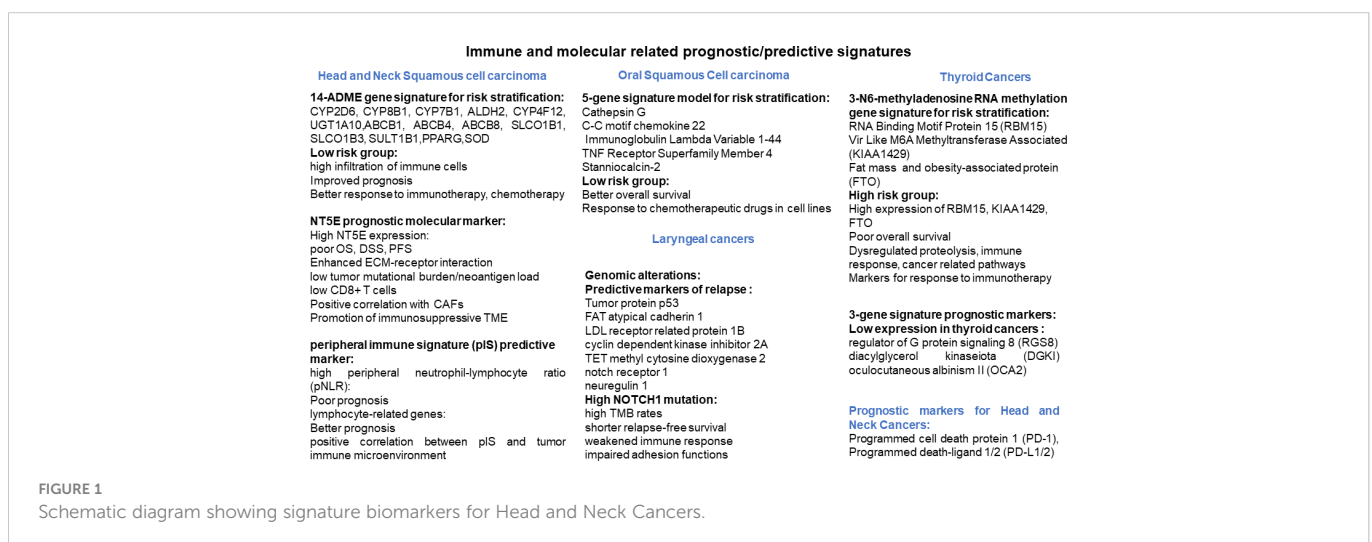 Immune and molecular related prognostic/predictive signatures
Head and Neck Squamous cell carcinoma
14-ADME gene signature for risk stratification:
CYP2D6, CYP8B1, CYP7B1, ALDH2, CYP4F12,
UGT1A10,ABCB1, ABCB4, ABCB8, SLCO1B1,
SLCO1B3, SULT1B1,PPARG,SOD
Low risk group:
high infiltration of immune cells
Improved prognosis
Better response to immunotherapy, chemotherapy
NT5E prognostic molecular marker:
High NT5E expression:
poor OS, DSS, PFS
Enhanced ECM-receptor interaction
low tumor mutational burden/neoantigen load
low CD8+ T cells
Positive correlation with CAFs
Promotion of immunosuppressive TME
peripheral immune signature (pIS) predictive
marker:
high peripheral neutrophil-lymphocyte ratio
(pNLR):
Poor prognosis
lymphocyte-related genes:
Better prognosis
positive correlation between pIS and tumor
immune microenvironment
Oral Squamous Cell carcinoma
5-gene signature model for risk stratification:
Cathepsin G
C-C motif chemokine 22
Immunoglobulin Lambda Variable 1-44
TNF Receptor Superfamily Member 4
Stanniocalcin-2
Low risk group:
Better overall survival
Response to chemotherapeutic drugs in cell lines
Laryngeal cancers
Genomic alterations:
Predictive markers of relapse :
Tumor protein p53
FAT atypical cadherin 1
LDL receptor related protein 1B
cyclin dependent kinase inhibitor 2A
TET methyl cytosine dioxygenase 2
notch receptor 1
neuregulin 1
High NOTCH1 mutation:
high TMB rates
shorter relapse-free survival
weakened immune response
impaired adhesion functions
Thyroid Cancers
3-N6-methyladenosine RNA methylation
gene signature for risk stratification:
RNA Binding Motif Protein 15 (RBM15)
Vir Like M6A Methyltransferase Associated
(KIAA1429)
Fat mass and obesity-associated protein
(FTO)
High risk group:
High expression of RBM15, KIAA1429,
FTO
Poor overall survival
Dysregulated proteolysis, immune
response, cancer related pathways
Markers for response to immunotherapy
3-gene signature prognostic markers:
Low expression in thyroid cancers :
regulator of G protein signaling 8 (RGS8)
diacylglycerol kinaseiota (DGKI)
oculocutaneous albinism II (OCA2)
Prognostic markers for Head and
Neck Cancers:
Programmed cell death protein 1 (PD-1),
Programmed death-ligand 1/2 (PD-L1/2)
FIGURE 1
Schematic diagram showing signature biomarkers for Head and Neck Cancers.